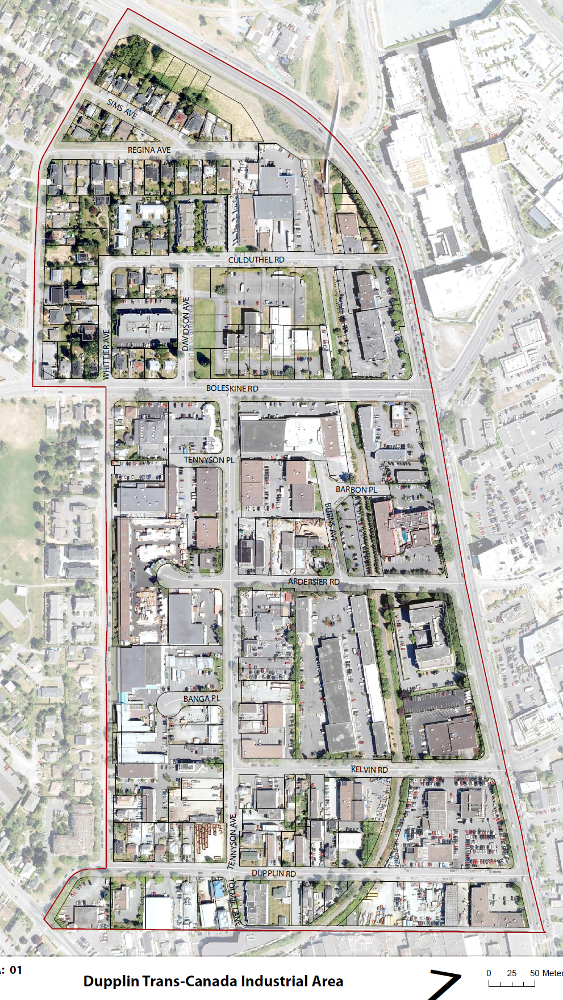 SIMS AVE
REGINA AVE
CULDUTHEL RD
DAVIDSON AVE
WHITTIER AVE
BOLESKINE RD
TENNYSON PL
BARBON PL
BURNS AVE
ARDERSIER RD
BANGA PL
KELVIN RD
TENNYSON AVE
DUPPLIN RD
TOLMIE LANE
: 01
Dupplin Trans-Canada Industrial Area
0 25 50 Meter